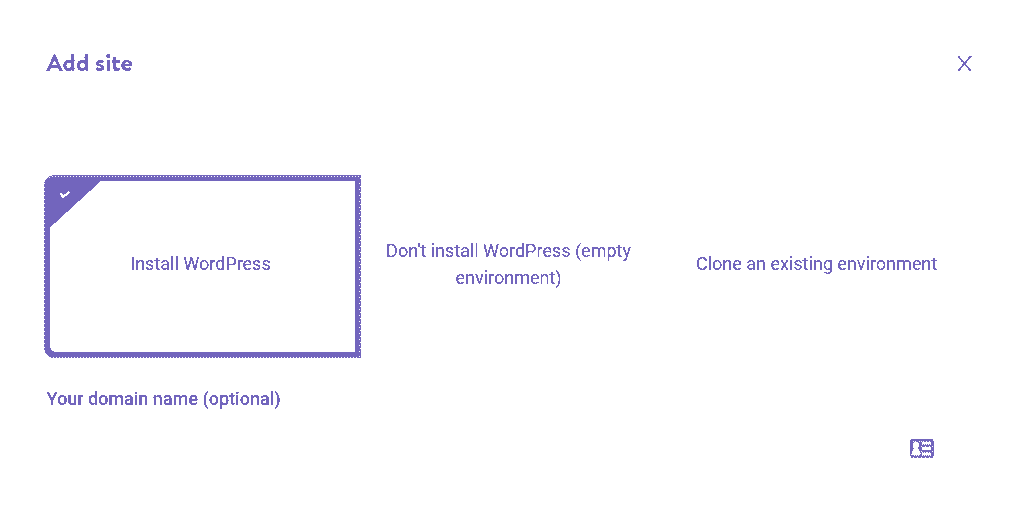 Add site
Install WordPress
Don't install WordPress (empty
environment)
Clone an existing environment
Your domain name (optional)